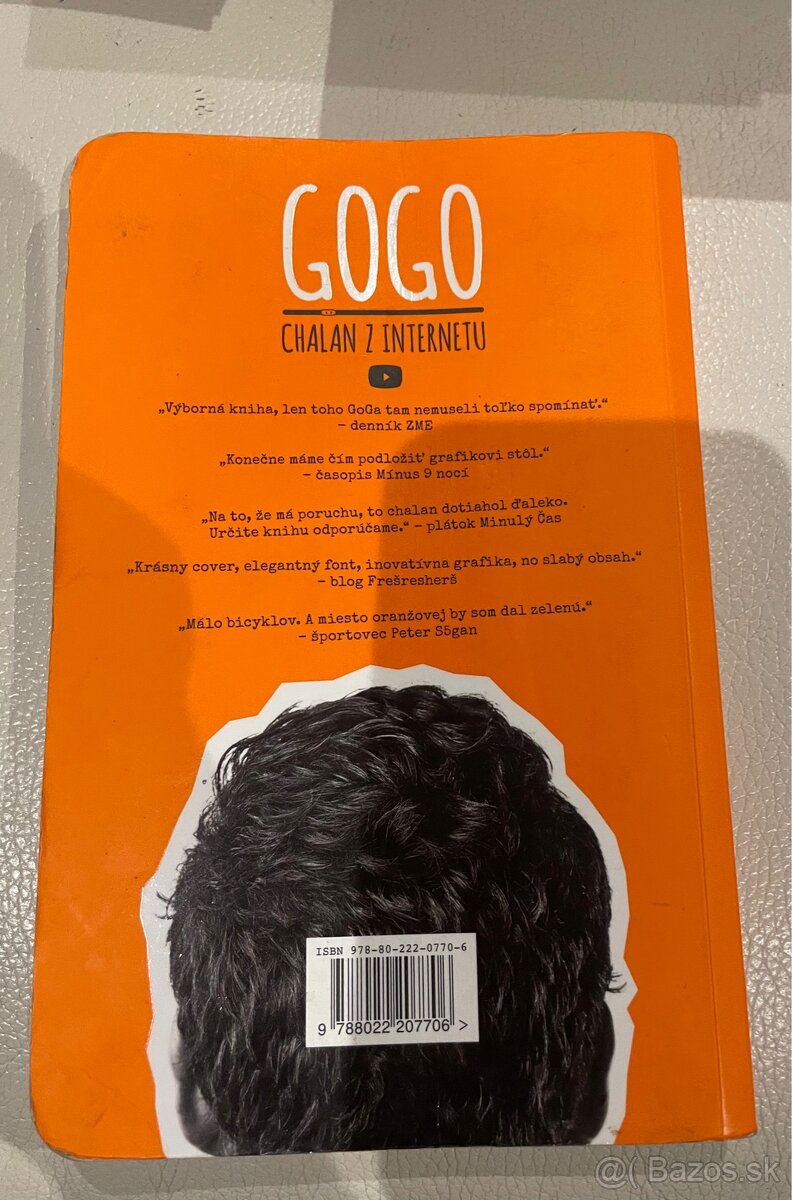 GOGO
CHALAN Z INTERNETU
„Výborná kniha, len toho GoGa tam nemuseli toľko spomínať.“
– denník ZME
„Konečne máme čím podložiť grafikovi stôl.“
– časopis Mínus 9 nocí
„Na to, že má poruchu, to chalan dotiahol ďaleko.
Určite knihu odporúčame.“ – plátok Minulý Čas
„Krásny cover, elegantný font, inovatívna grafika, no slabý obsah.“
– blog Frešresherš
„Málo bicyklov. A miesto oranžovej by som dal zelenú.“
– športovec Peter S5gan
ISBN 978-80-222-0770-6
9 788022 207706 >
@( Bazos.sk